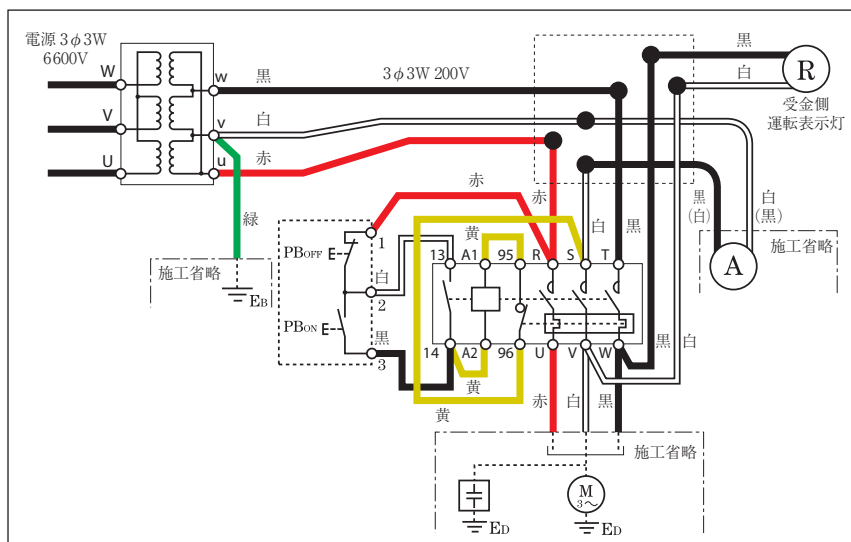 電源 3φ3W
6600V
W
V
U
w
v
u
黒
白
赤
3φ3W 200V
黒
白
R
受金側
運転表示灯
緑
施工省略
EB
赤
赤
白
黒
黒
(白)
白
(黒)
施工省略
A
PBOFF
PBON
1
2
3
白
黒
黄
13
A1
95
R
S
T
14
A2
96
U
V
W
黄
黄
赤
白
黒
黒
白
施工省略
M
3~
ED
ED